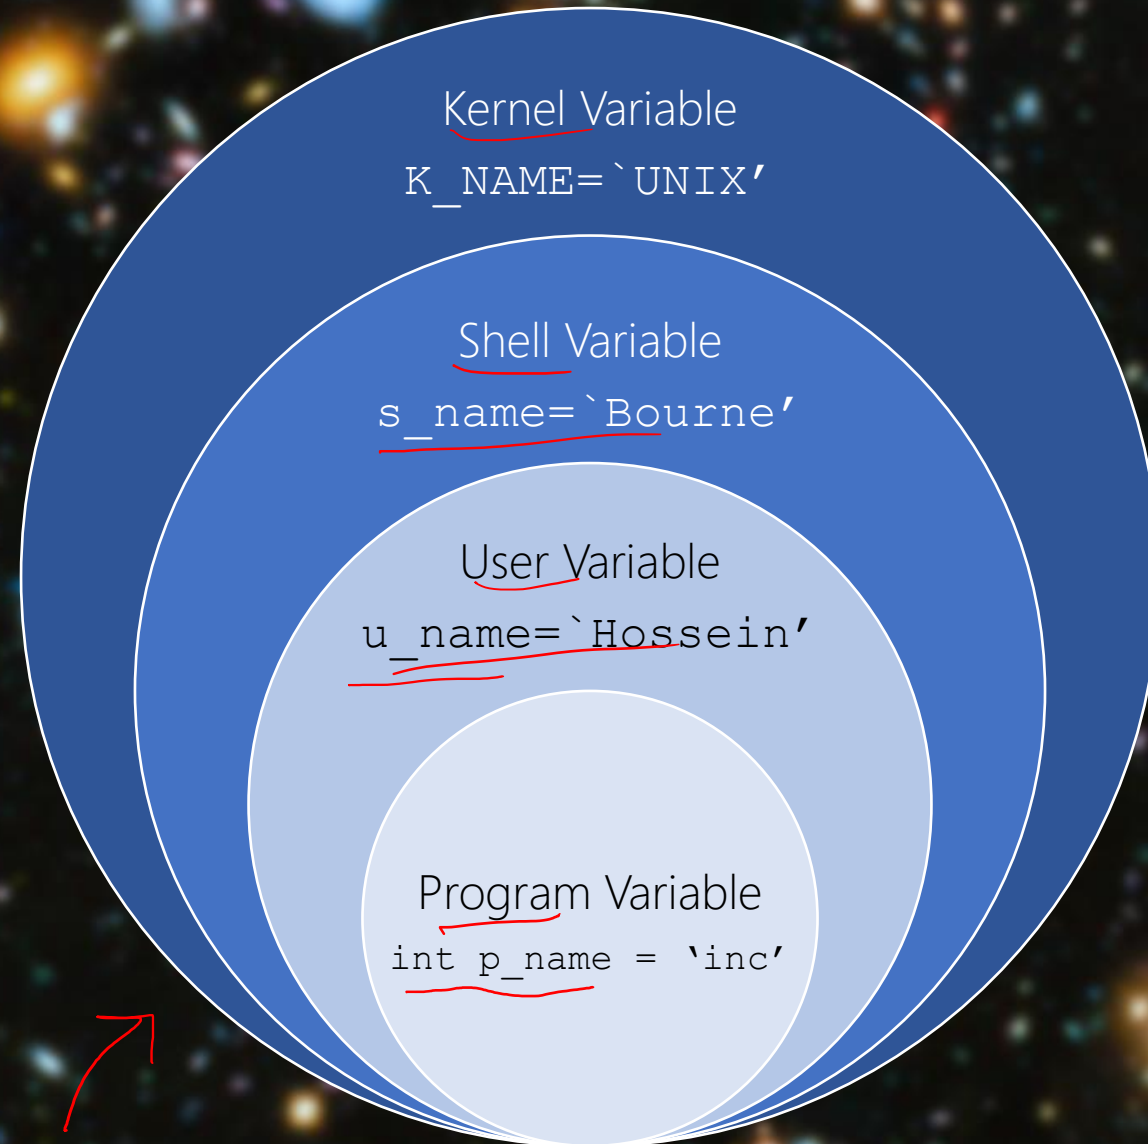 Kernel Variable
K_NAME=`UNIX’
Shell Variable
s_name=`Bourne’
User Variable
u_name=`Hossein’
Program Variable
int p_name = ‘inc’